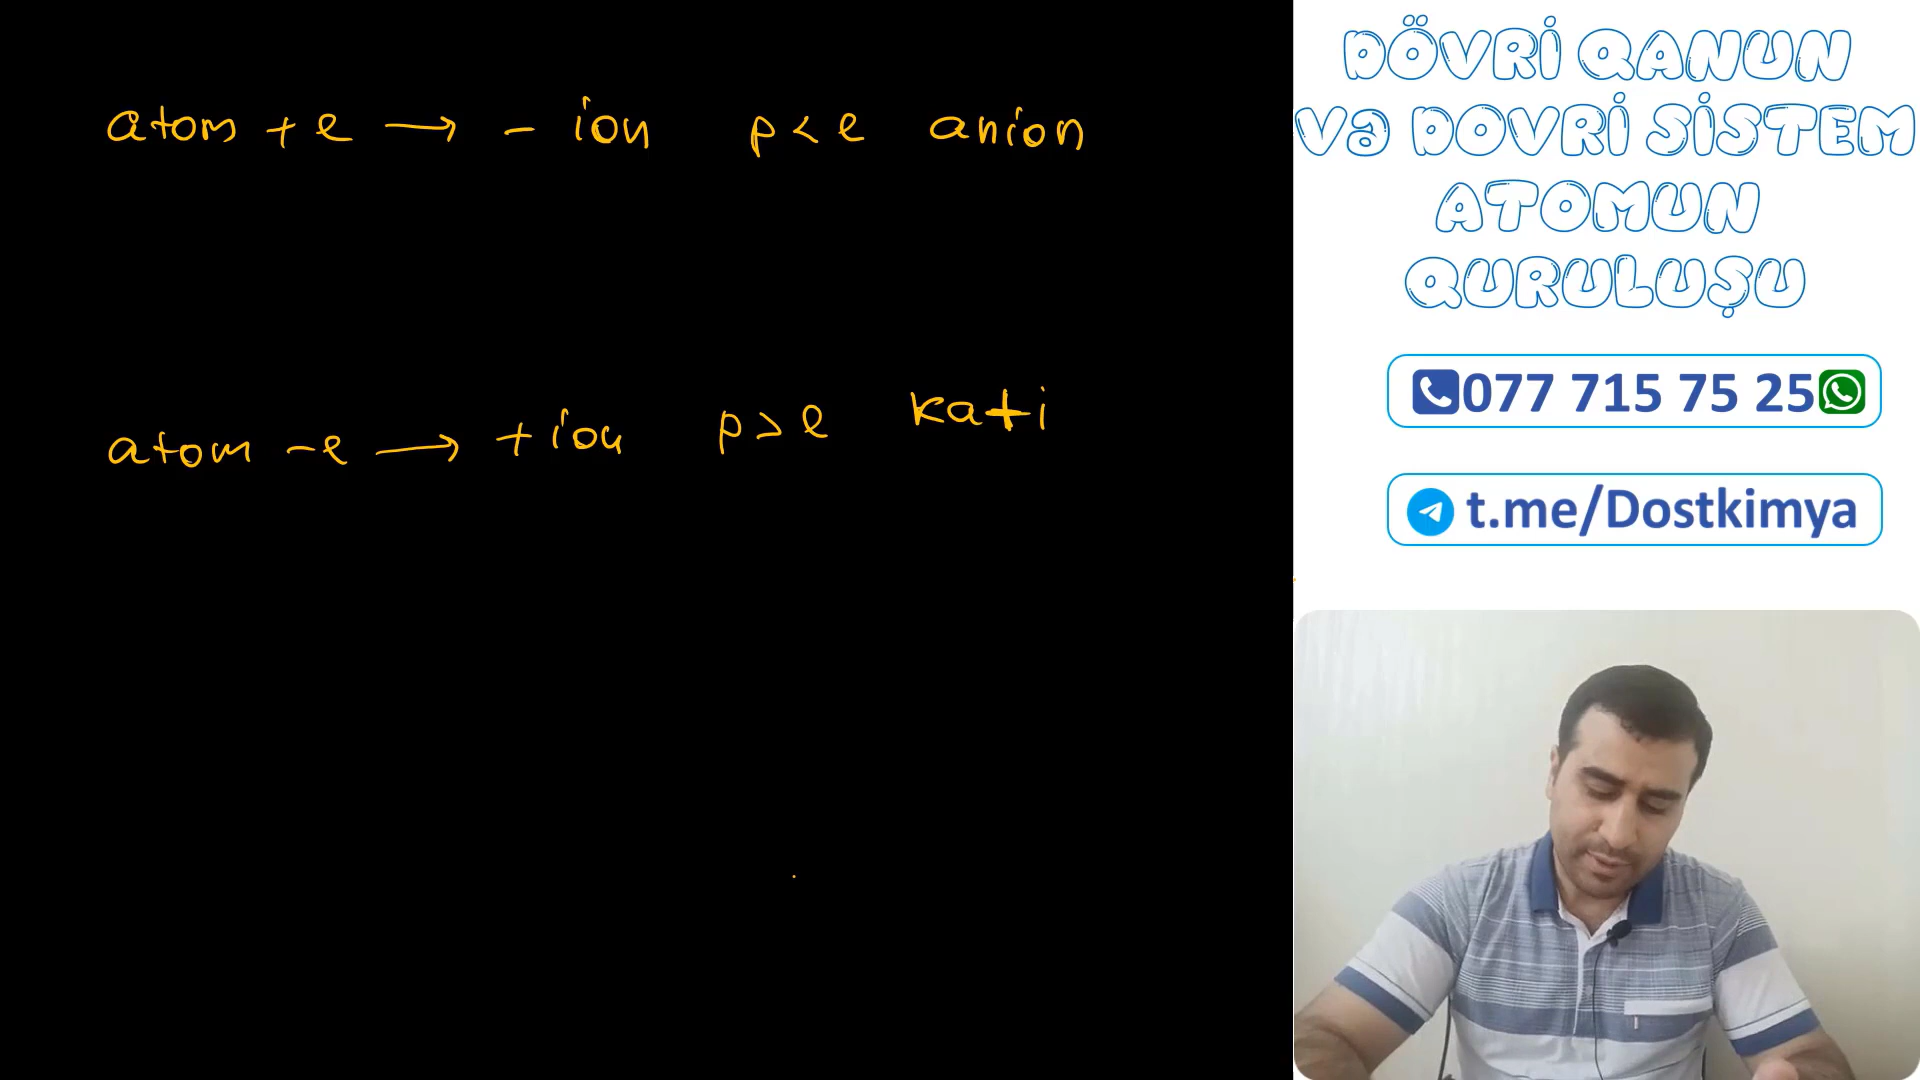 atom + e → - ion p < e anion
atom - e → + ion p > e kati
DÖVRİ QANUN
Və DOVRİ SİSTEM
ATOMUN
QURULUŞU
077 715 75 25
t.me/Dostkimya